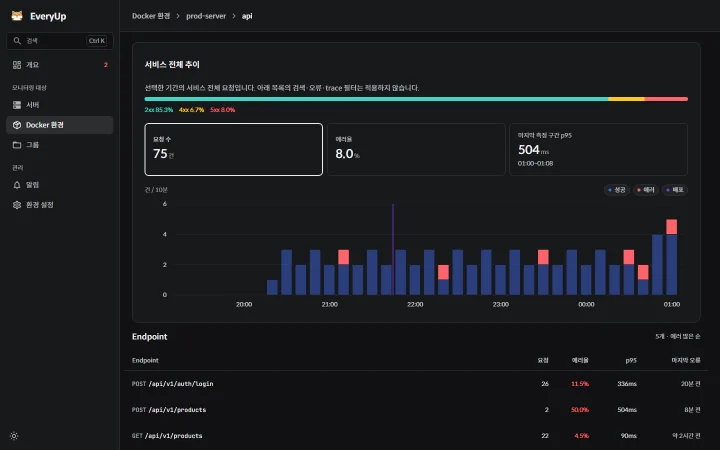 EveryUp
Docker 환경 > prod-server > api
검색 Ctrl K
개요 2
모니터링 대상
서버
Docker 환경
그룹
관리
알림
환경 설정
서비스 전체 추이
선택한 기간의 서비스 전체 요청입니다. 아래 목록의 검색·오류·trace 필터는 적용하지 않습니다.
2xx 85.3% 4xx 6.7% 5xx 8.0%
요청 수
75건
에러율
8.0%
마지막 측정 구간 p95
504ms
01:00–01:08
건 / 10분
성공 에러 배포
6
4
2
0
20:00 21:00 22:00 23:00 00:00 01:00
Endpoint 5개 · 에러 많은 순
Endpoint 요청 에러율 p95 마지막 오류
POST /api/v1/auth/login 26 11.5% 336ms 20분 전
POST /api/v1/products 2 50.0% 504ms 8분 전
GET /api/v1/products 22 4.5% 90ms 약 2시간 전